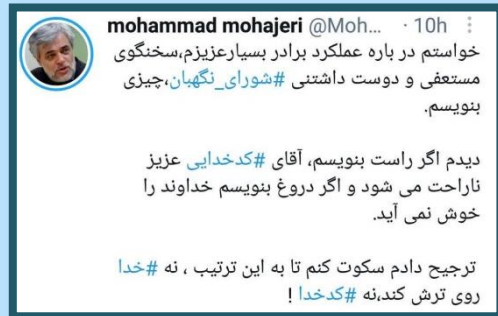 mohammad mohajeri @Moh... · 10h
خواستم در باره عملکرد برادر بسیارعزیزم،سخنگوی
مستعفی و دوست داشتنی #شورای_نگهبان،چیزی
بنویسم.
دیدم اگر راست بنویسم، آقای #کدخدایی عزیز
ناراحت می شود و اگر دروغ بنویسم خداوند را
خوش نمی آید.
ترجیح دادم سکوت کنم تا به این ترتیب ، نه #خدا
روی ترش کند،نه #کدخدا !